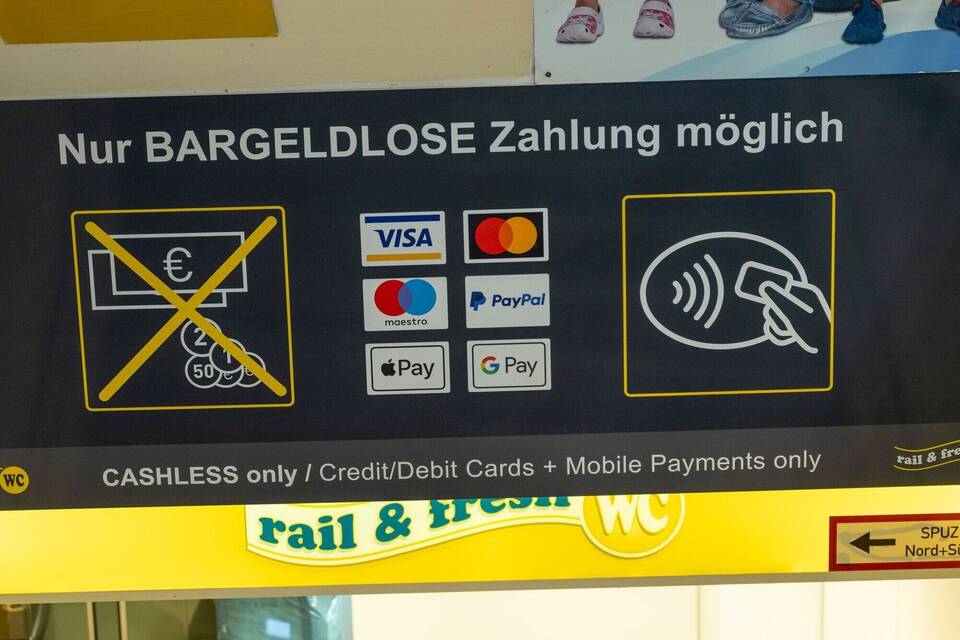 Nur BARGELDLOSE Zahlung möglich
€
2
1
50 € €
VISA
maestro
PayPal
Pay
G Pay
WC
CASHLESS only / Credit/Debit Cards + Mobile Payments only
rail & fre
rail & fresh
WC
SPUZ
Nord+Sü